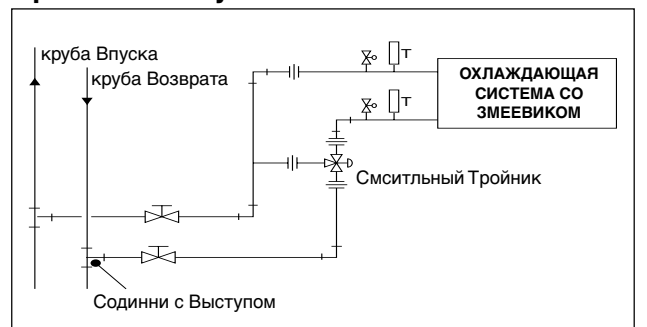 круба Впуска
круба Возврата
T
T
ОХЛАЖДАЮЩАЯ
СИСТЕМА СО
ЗМЕЕВИКОМ
Смситльный Тройник
Содинни с Выступом